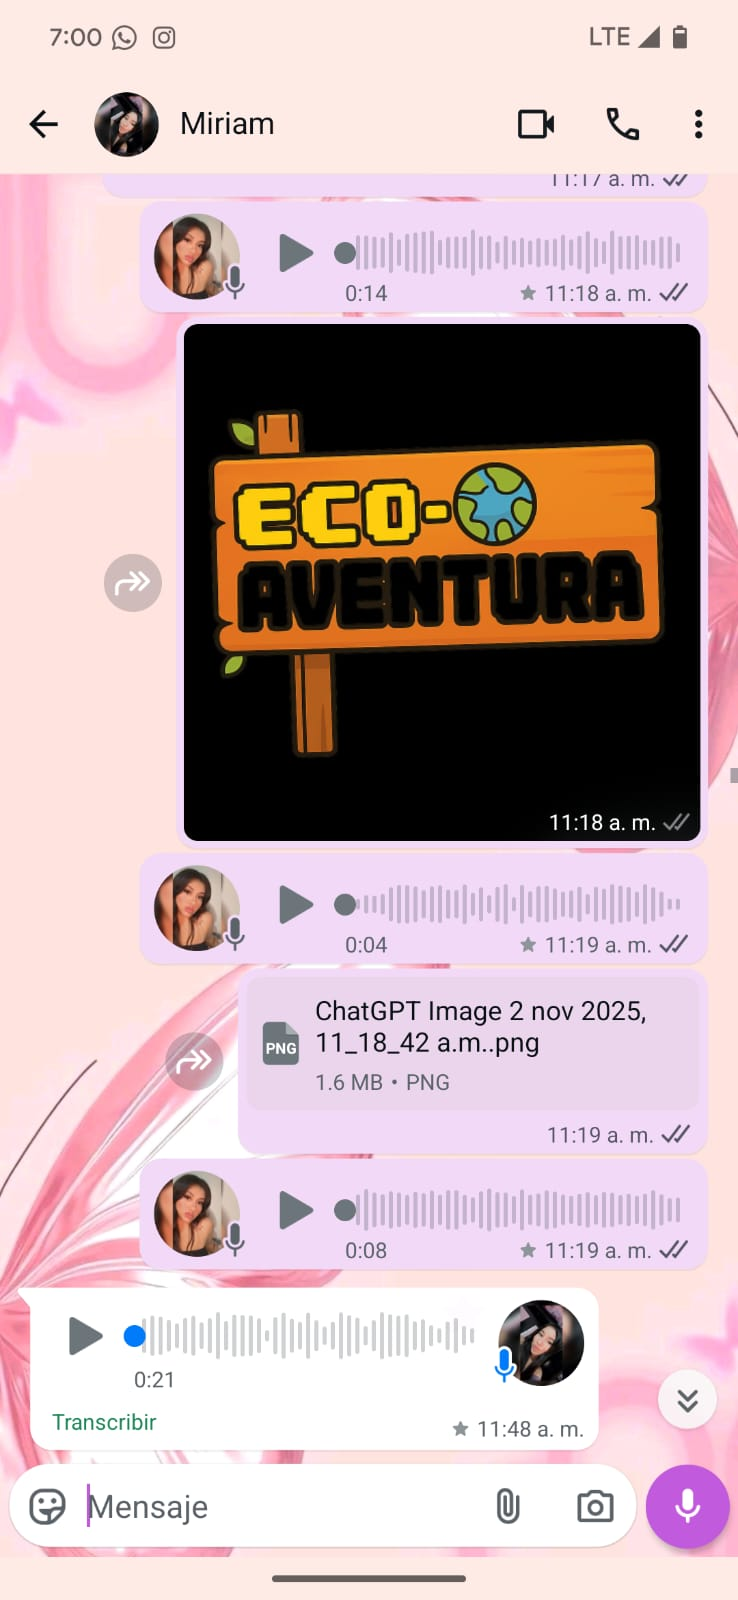 7:00
LTE
Miriam
11:17 a. m.
0:14
11:18 a. m.
ECO-
AVENTURA
11:18 a. m.
0:04
11:19 a. m.
ChatGPT Image 2 nov 2025,
11_18_42 a.m..png
PNG
1.6 MB • PNG
11:19 a. m.
0:08
11:19 a. m.
0:21
Transcribir
11:48 a. m.
Mensaje